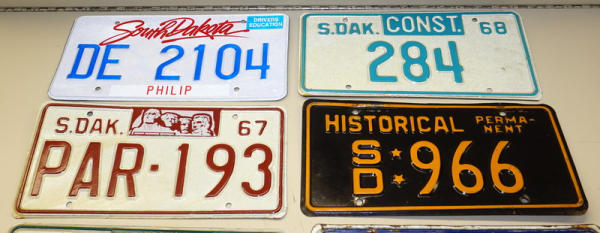 South Dakota
DRIVERS
EDUCATION
DE 2104
PHILIP
S.DAK. CONST. 68
284
S.DAK. 67
PAR·193
HISTORICAL PERMA-
NENT
SD★★966